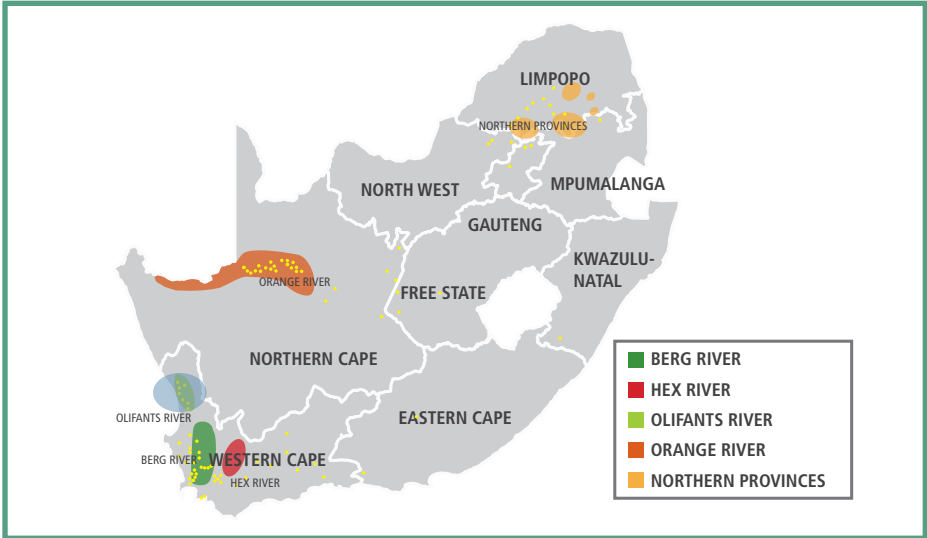 LIMPOPO
NORTHERN PROVINCES
MPUMALANGA
NORTH WEST
GAUTENG
KWAZULU-
NATAL
ORANGE RIVER
FREE STATE
NORTHERN CAPE
EASTERN CAPE
OLIFANTS RIVER
BERG RIVER
WESTERN CAPE
HEX RIVER
BERG RIVER
HEX RIVER
OLIFANTS RIVER
ORANGE RIVER
NORTHERN PROVINCES